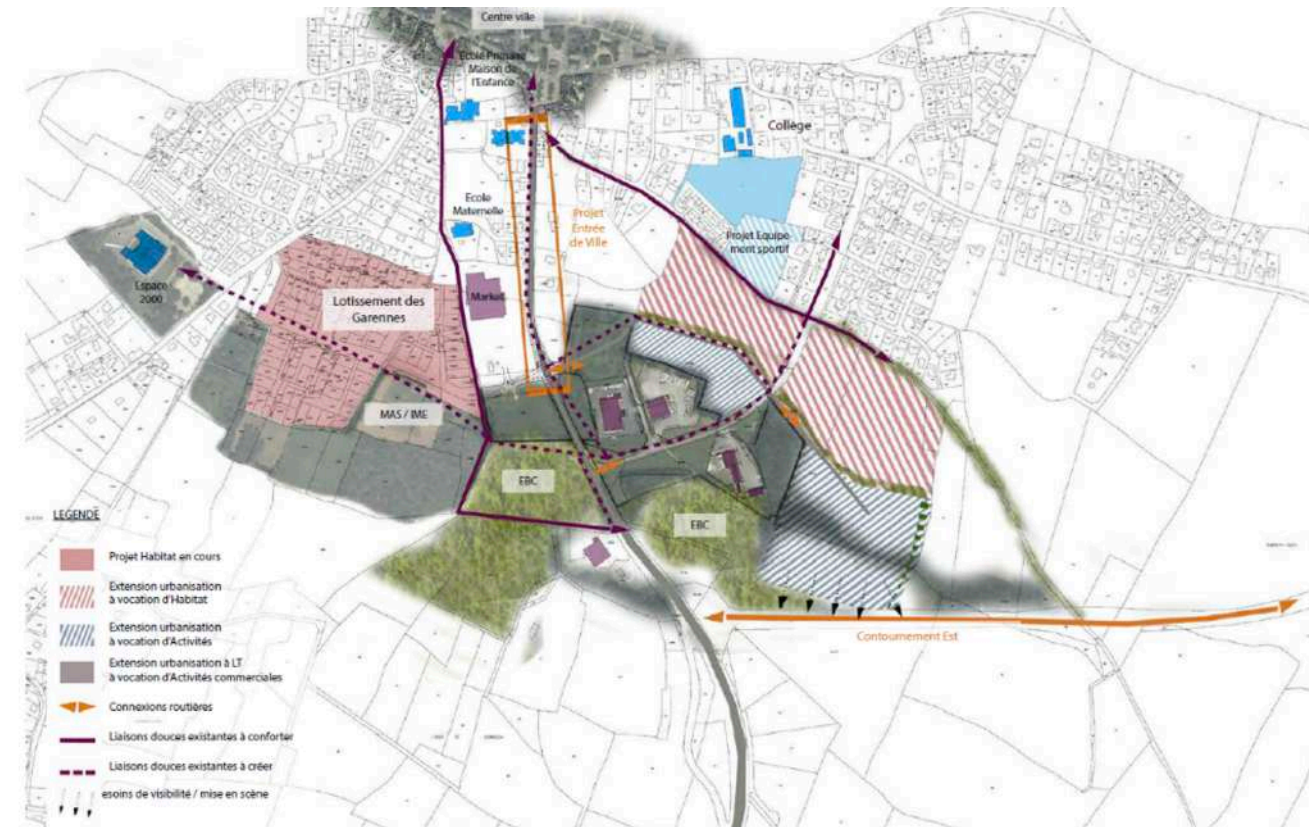 Centre ville
Ecole Primaire
Maison de
l'Enfance
Collège
Ecole
Maternelle
Projet
Entrée
de Ville
Projet Equipe
ment sportif
Espace
2000
Lotissement des
Garennes
Market
MAS / IME
EBC
EBC
Contournement Est
LEGENDE
Projet Habitat en cours
Extension urbanisation
à vocation d'Habitat
Extension urbanisation
à vocation d'Activités
Extension urbanisation à LT
à vocation d'Activités commerciales
Connexions routières
Liaisons douces existantes à conforter
Liaisons douces existantes à créer
esoins de visibilité / mise en scène